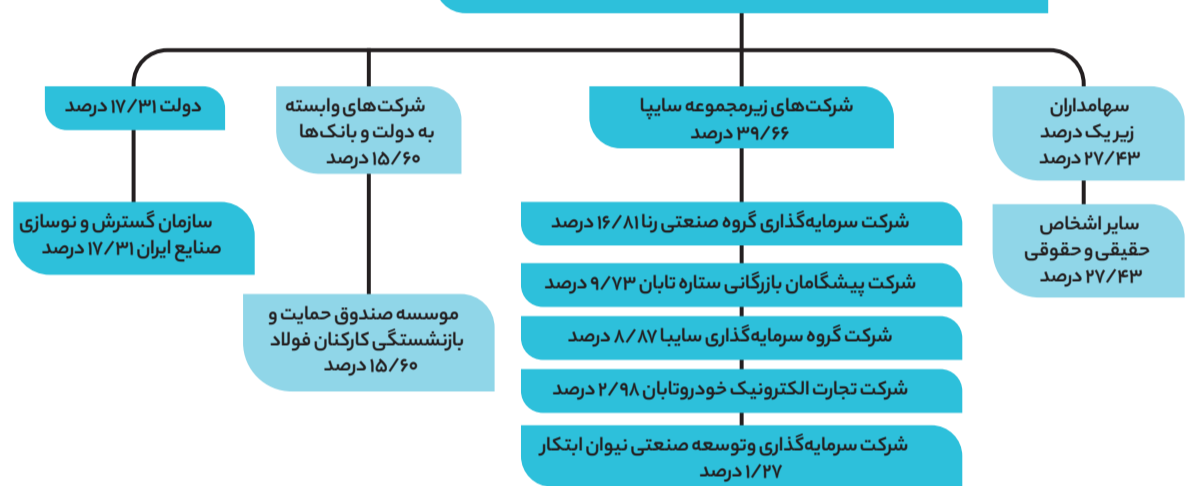 سهامداران
زیر یک درصد
۲۷/۴۳ درصد
سایر اشخاص
حقیقی و حقوقی
۲۷/۴۳ درصد
شرکت‌های زیرمجموعه سایپا
۳۹/۶۶ درصد
شرکت سرمایه‌گذاری گروه صنعتی رنا ۱۶/۸۱ درصد
شرکت پیشگامان بازرگانی ستاره تابان ۹/۷۳ درصد
شرکت گروه سرمایه‌گذاری سایبا ۸/۸۷ درصد
شرکت تجارت الکترونیک خودروتابان ۲/۹۸ درصد
شرکت سرمایه‌گذاری وتوسعه صنعتی نیوان ابتکار
۱/۲۷ درصد
شرکت‌های وابسته
به دولت و بانک‌ها
۱۵/۶۰ درصد
موسسه صندوق حمایت و
بازنشستگی کارکنان فولاد
۱۵/۶۰ درصد
دولت ۱۷/۳۱ درصد
سازمان گسترش و نوسازی
صنایع ایران ۱۷/۳۱ درصد